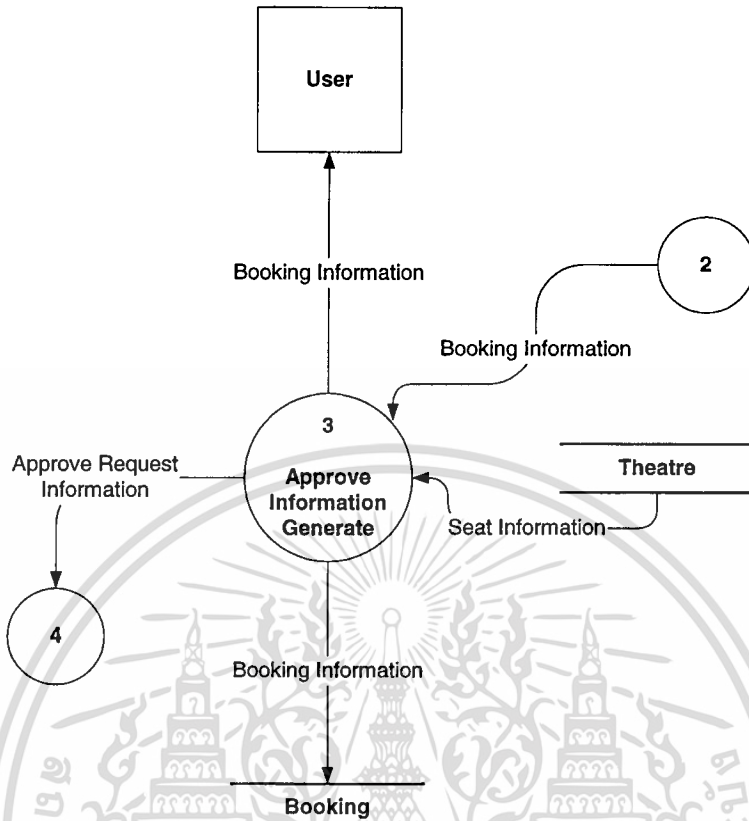 User
Booking Information
2
Booking Information
3
Approve
Information
Generate
Approve Request
Information
Theatre
Seat Information
4
Booking Information
Booking